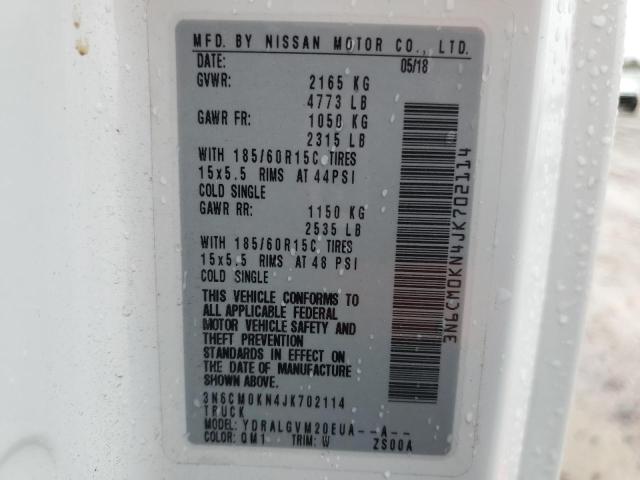 MFD. BY NISSAN MOTOR CO., LTD.
DATE: 05/18
GVWR: 2165 KG
4773 LB
GAWR FR: 1050 KG
2315 LB
WITH 185/60R15C TIRES
15x5.5 RIMS AT 44PSI
COLD SINGLE
GAWR RR: 1150 KG
2535 LB
WITH 185/60R15C TIRES
15x5.5 RIMS AT 48 PSI
COLD SINGLE
THIS VEHICLE CONFORMS TO
ALL APPLICABLE FEDERAL
MOTOR VEHICLE SAFETY AND
THEFT PREVENTION
STANDARDS IN EFFECT ON
THE DATE OF MANUFACTURE
SHOWN ABOVE.
3N6CM0KN4JK702114
TRUCK
MODEL: YDRALGVM20EUA--A--
COLOR: QM1 TRIM: W ZS00A
3N6CM0KN4JK702114